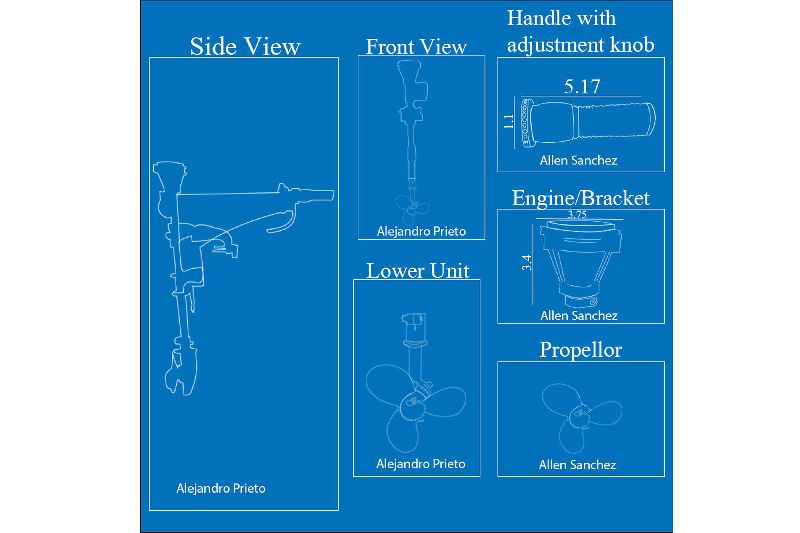 Side View
Alejandro Prieto
Front View
Alejandro Prieto
Lower Unit
Alejandro Prieto
Handle with
adjustment knob
5.17
1.1
Allen Sanchez
Engine/Bracket
3.75
3.4
Allen Sanchez
Propellor
Allen Sanchez